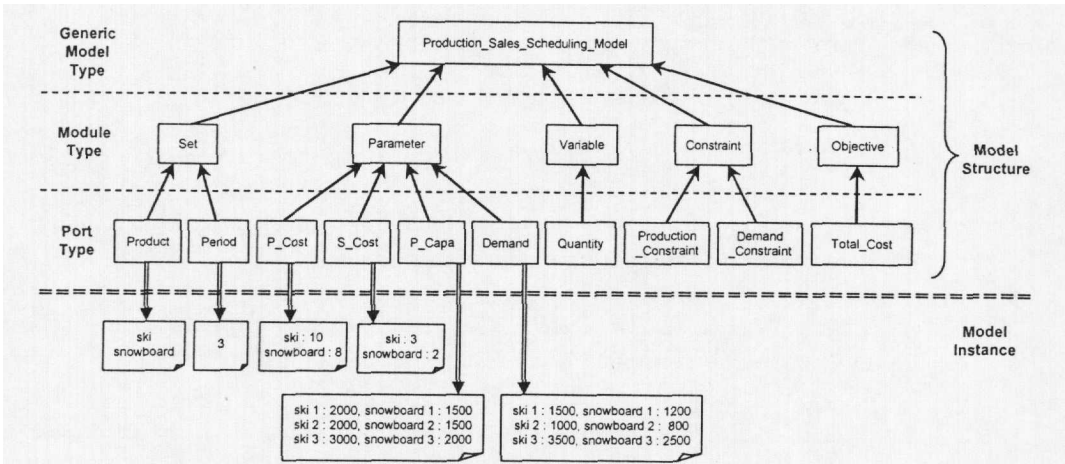 Generic
Model
Type
Production_Sales_Scheduling_Model
Module
Type
Set
Parameter
Variable
Constraint
Objective
Model
Structure
Port
Type
Product
Period
P_Cost
S_Cost
P_Capa
Demand
Quantity
Production
_Constraint
Demand
_Constraint
Total_Cost
ski
snowboard
3
ski : 10
snowboard : 8
ski : 3
snowboard : 2
Model
Instance
ski 1 : 2000, snowboard 1 : 1500
ski 2 : 2000, snowboard 2 : 1500
ski 3 : 3000, snowboard 3 : 2000
ski 1 : 1500, snowboard 1 : 1200
ski 2 : 1000, snowboard 2 : 800
ski 3 : 3500, snowboard 3 : 2500